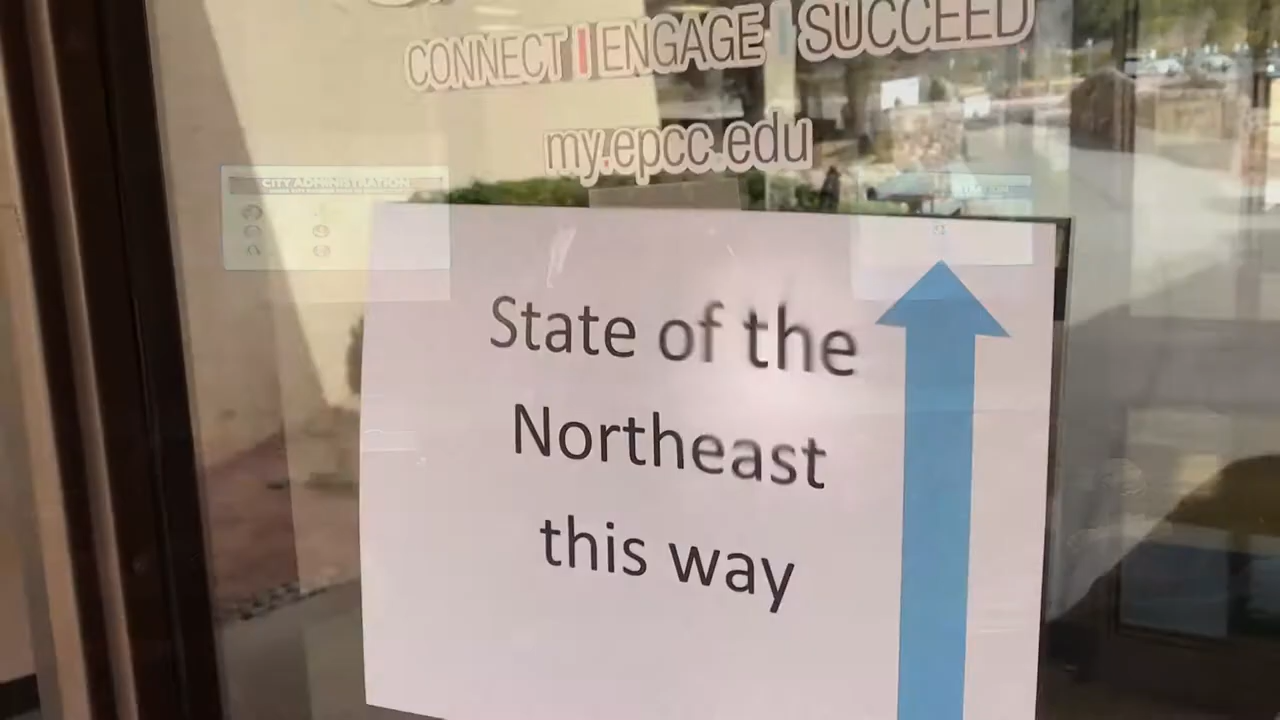 CONNECT | ENGAGE | SUCCEED
my.epcc.edu
CITY ADMINISTRATION
State of the
Northeast
this way